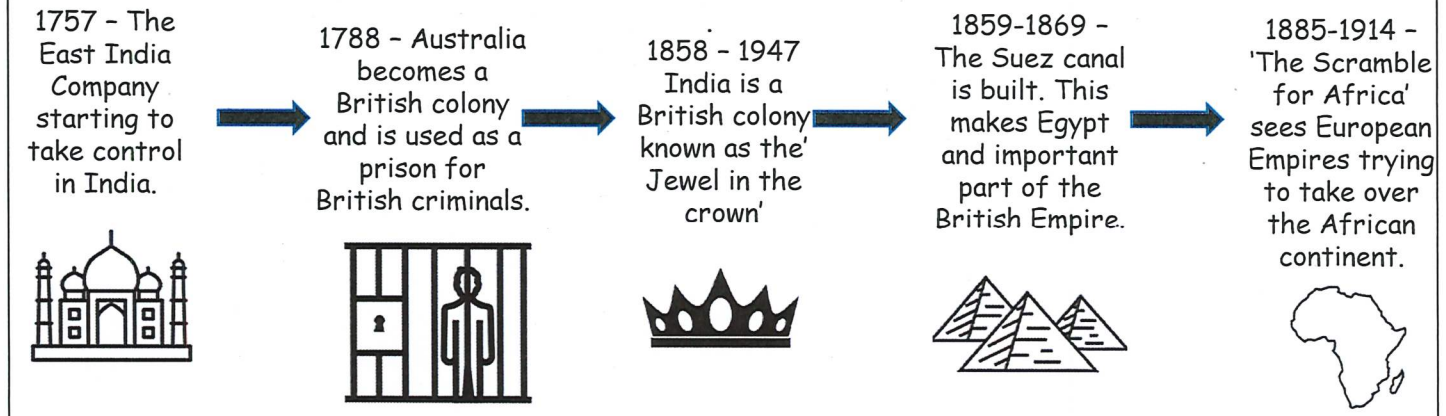 1757 – The
East India
Company
starting to
take control
in India.
1788 – Australia
becomes a
British colony
and is used as a
prison for
British criminals.
1858 – 1947
India is a
British colony
known as the'
Jewel in the
crown'
1859-1869 –
The Suez canal
is built. This
makes Egypt
and important
part of the
British Empire..
1885-1914 –
'The Scramble
for Africa'
sees European
Empires trying
to take over
the African
continent.